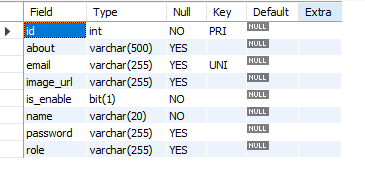 Field Type Null Key Default Extra
id int NO PRI NULL
about varchar(500) YES NULL
email varchar(255) YES UNI NULL
image_url varchar(255) YES NULL
is_enable bit(1) NO NULL
name varchar(20) NO NULL
password varchar(255) YES NULL
role varchar(255) YES NULL